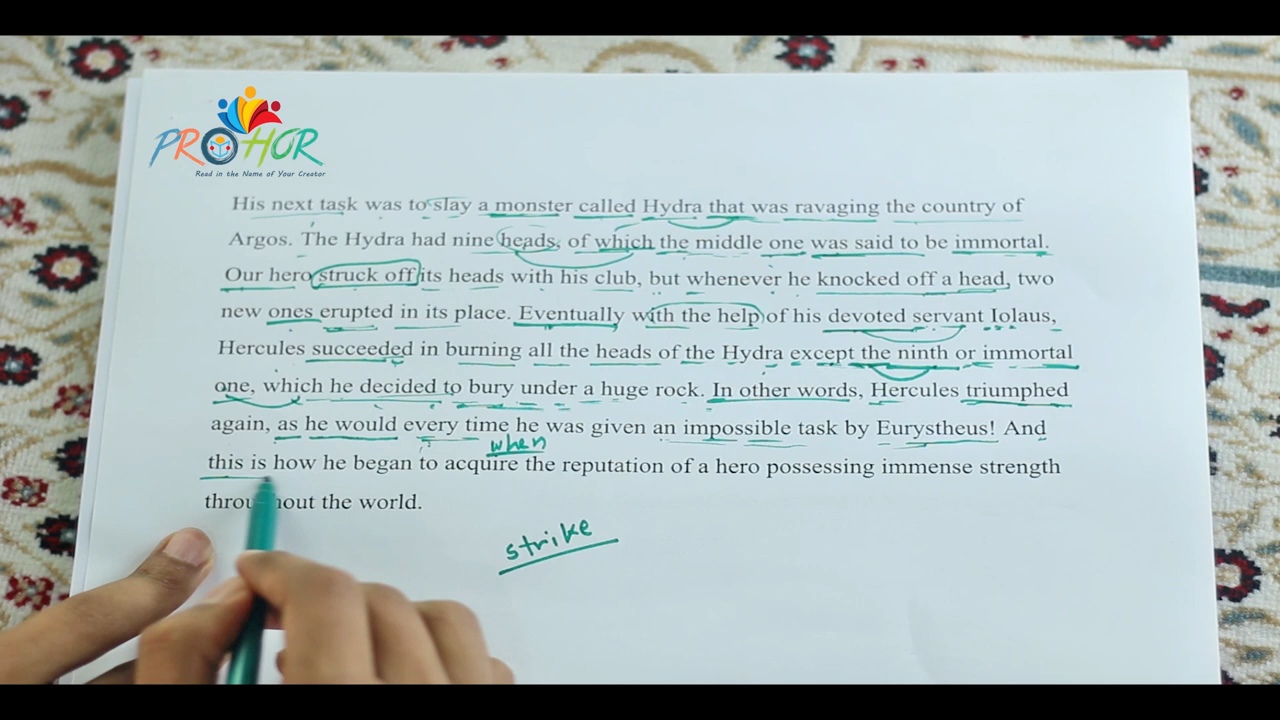 PROHOR
Read in the Name of Your Creator
His next task was to slay a monster called Hydra that was ravaging the country of
Argos. The Hydra had nine heads, of which the middle one was said to be immortal.
Our hero struck off its heads with his club, but whenever he knocked off a head, two
new ones erupted in its place. Eventually with the help of his devoted servant Iolaus,
Hercules succeeded in burning all the heads of the Hydra except the ninth or immortal
one, which he decided to bury under a huge rock. In other words, Hercules triumphed
again, as he would every time he was given an impossible task by Eurystheus! And
when
this is how he began to acquire the reputation of a hero possessing immense strength
throughout the world.
strike